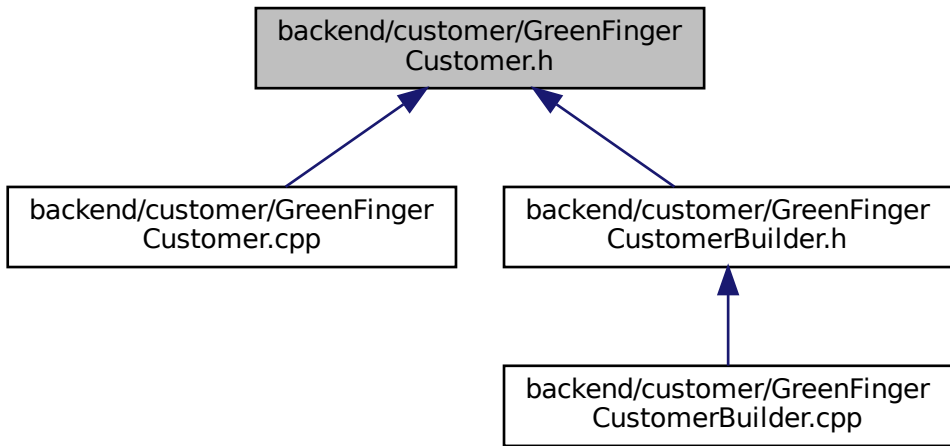 backend/customer/GreenFinger
Customer.h
backend/customer/GreenFinger
Customer.cpp
backend/customer/GreenFinger
CustomerBuilder.h
backend/customer/GreenFinger
CustomerBuilder.cpp